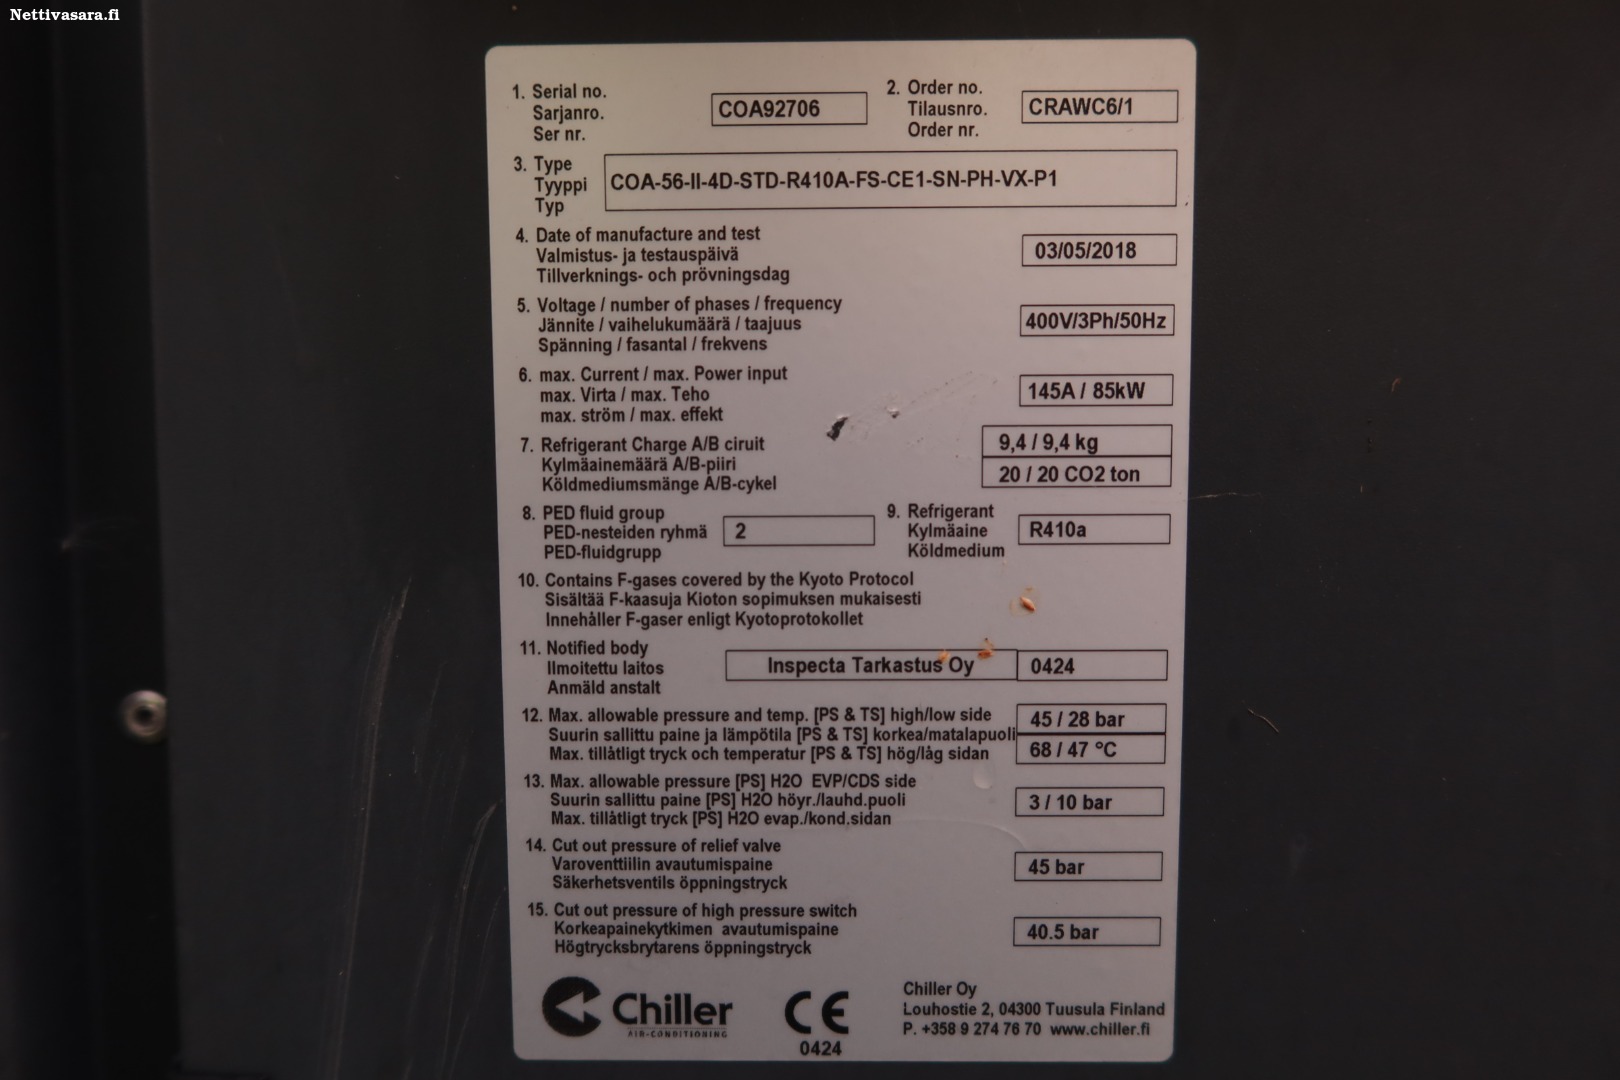 Nettivasara.fi
1. Serial no.
Sarjanro.
Ser nr.
COA92706
2. Order no.
Tilausnro.
Order nr.
CRAWC6/1
3. Type
Tyyppi
Typ
COA-56-II-4D-STD-R410A-FS-CE1-SN-PH-VX-P1
4. Date of manufacture and test
Valmistus- ja testauspäivä
Tillverknings- och prövningsdag
03/05/2018
5. Voltage / number of phases / frequency
Jännite / vaihelukumäärä / taajuus
Spänning / fasantal / frekvens
400V/3Ph/50Hz
6. max. Current / max. Power input
max. Virta / max. Teho
max. ström / max. effekt
145A / 85kW
7. Refrigerant Charge A/B ciruit
Kylmäainemäärä A/B-piiri
Köldmediumsmänge A/B-cykel
9,4 / 9,4 kg
20 / 20 CO2 ton
8. PED fluid group
PED-nesteiden ryhmä
PED-fluidgrupp
2
9. Refrigerant
Kylmäaine
Köldmedium
R410a
10. Contains F-gases covered by the Kyoto Protocol
Sisältää F-kaasuja Kioton sopimuksen mukaisesti
Innehåller F-gaser enligt Kyotoprotokollet
11. Notified body
Ilmoitettu laitos
Anmäld anstalt
Inspecta Tarkastus Oy
0424
12. Max. allowable pressure and temp. [PS & TS] high/low side
Suurin sallittu paine ja lämpötila [PS & TS] korkea/matalapuoli
Max. tillåtligt tryck och temperatur [PS & TS] hög/låg sidan
45 / 28 bar
68 / 47 °C
13. Max. allowable pressure [PS] H2O EVP/CDS side
Suurin sallittu paine [PS] H2O höyr./lauhd.puoli
Max. tillåtligt tryck [PS] H2O evap./kond.sidan
3 / 10 bar
14. Cut out pressure of relief valve
Varoventtiilin avautumispaine
Säkerhetsventils öppningstryck
45 bar
15. Cut out pressure of high pressure switch
Korkeapainekytkimen avautumispaine
Högtrycksbrytarens öppningstryck
40.5 bar
Chiller
AIR-CONDITIONING
CE
0424
Chiller Oy
Louhostie 2, 04300 Tuusula Finland
P. +358 9 274 76 70 www.chiller.fi